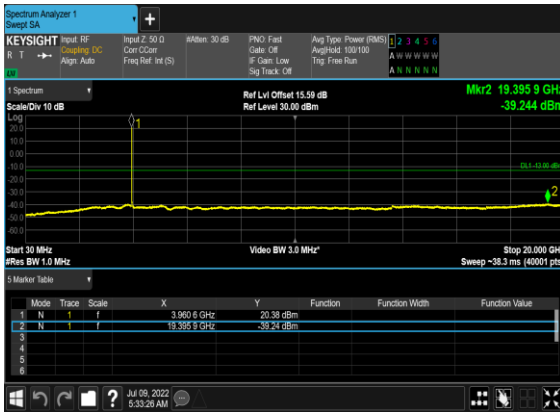 Spectrum Analyzer 1
Swept SA
+
KEYSIGHT
R T
Input: RF
Coupling: DC
Align: Auto
Input Z: 50 Ω
Corr CCorr
Freq Ref: Int (S)
#Atten: 30 dB
PNO: Fast
Gate: Off
IF Gain: Low
Sig Track: Off
Avg Type: Power (RMS)
Avg|Hold: 100/100
Trig: Free Run
1 2 3 4 5 6
A W W W W W
A N N N N N
1 Spectrum
Scale/Div 10 dB
Ref Lvl Offset 15.59 dB
Ref Level 30.00 dBm
Mkr2 19.395 9 GHz
-39.244 dBm
Log
20.0
10.0
0.00
-10.0
-20.0
-30.0
-40.0
-50.0
-60.0
1
DL1 -13.00 dBm
2
Start 30 MHz
#Res BW 1.0 MHz
Video BW 3.0 MHz*
Stop 20.000 GHz
Sweep ~38.3 ms (40001 pts)
5 Marker Table
Mode Trace Scale X Y Function Function Width Function Value
1 N 1 f 3.960 6 GHz 20.38 dBm
2 N 1 f 19.395 9 GHz -39.24 dBm
3
4
5
6
?
Jul 09, 2022
5:33:26 AM